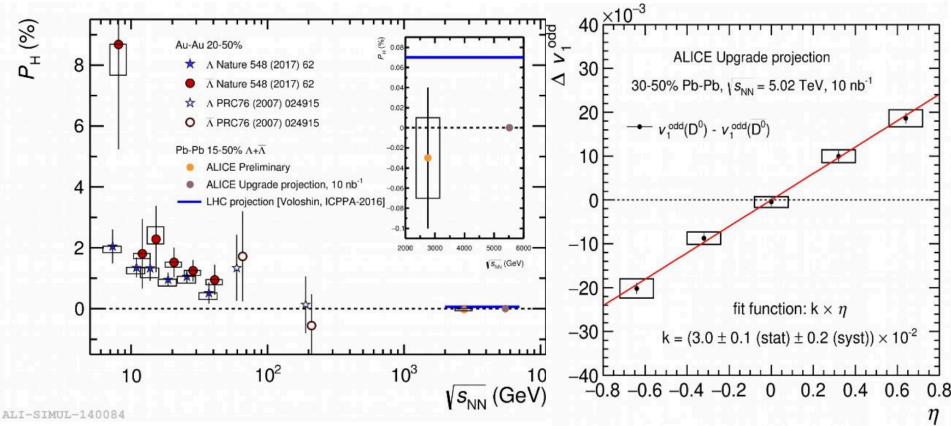 P_H (%)
8
6
4
2
0
10
10²
10³
10
√s_NN (GeV)
Au-Au 20-50%
Λ Nature 548 (2017) 62
Λ̅ Nature 548 (2017) 62
Λ PRC76 (2007) 024915
Λ̅ PRC76 (2007) 024915
Pb-Pb 15-50% Λ+Λ̅
ALICE Preliminary
ALICE Upgrade projection, 10 nb⁻¹
LHC projection [Voloshin, ICPPA-2016]
P_H (%)
0.08
0.06
0.04
0.02
0
-0.02
-0.04
-0.06
-0.08
-0.1
2000 3000 4000 5000 6000
√s_NN (GeV)
ALI-SIMUL-140084
×10⁻³
Δ v₁^odd
40
30
20
10
0
−10
−20
−30
−40
−0.8 −0.6 −0.4 −0.2 0 0.2 0.4 0.6 0.8
η
ALICE Upgrade projection
30-50% Pb-Pb, √s_NN = 5.02 TeV, 10 nb⁻¹
v₁^odd(D⁰) - v₁^odd(D̅⁰)
fit function: k × η
k = (3.0 ± 0.1 (stat) ± 0.2 (syst)) × 10⁻²